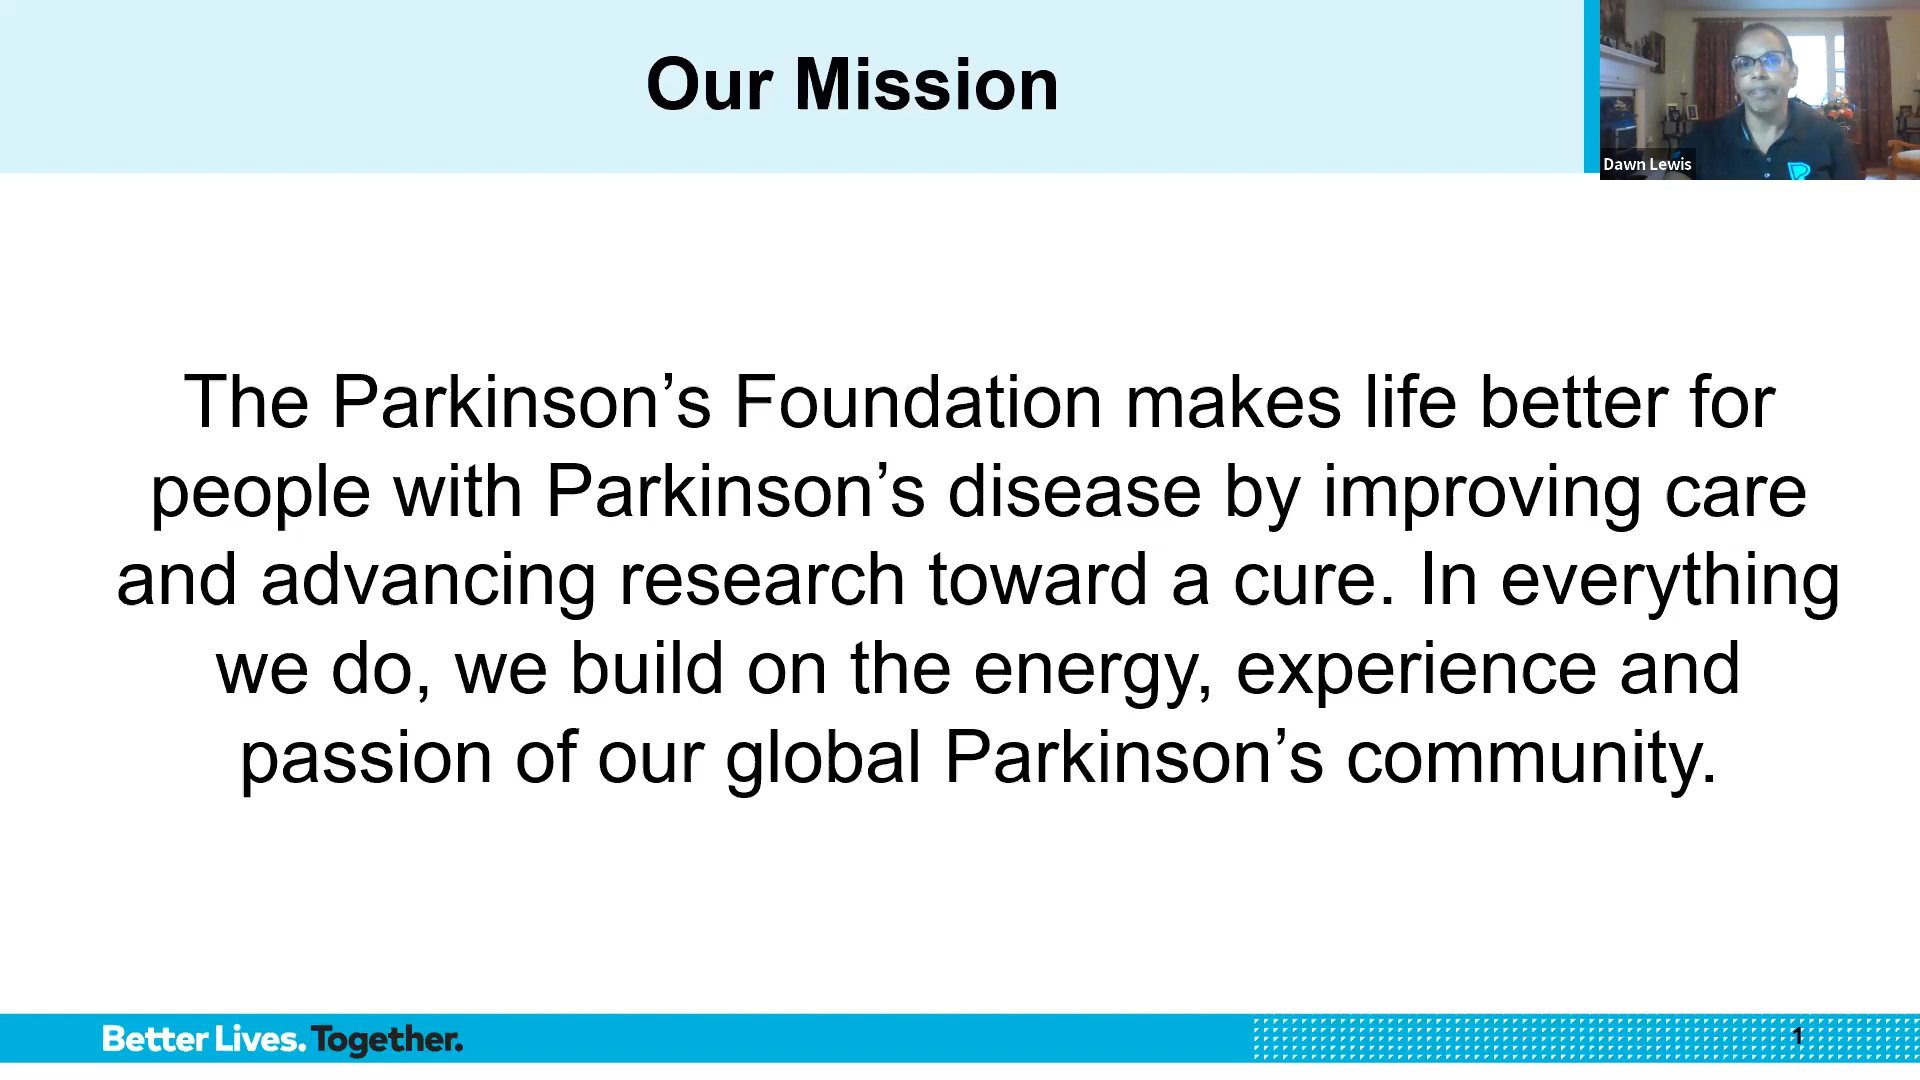 Our Mission
Dawn Lewis
The Parkinson’s Foundation makes life better for
people with Parkinson’s disease by improving care
and advancing research toward a cure. In everything
we do, we build on the energy, experience and
passion of our global Parkinson’s community.
Better Lives. Together.
1